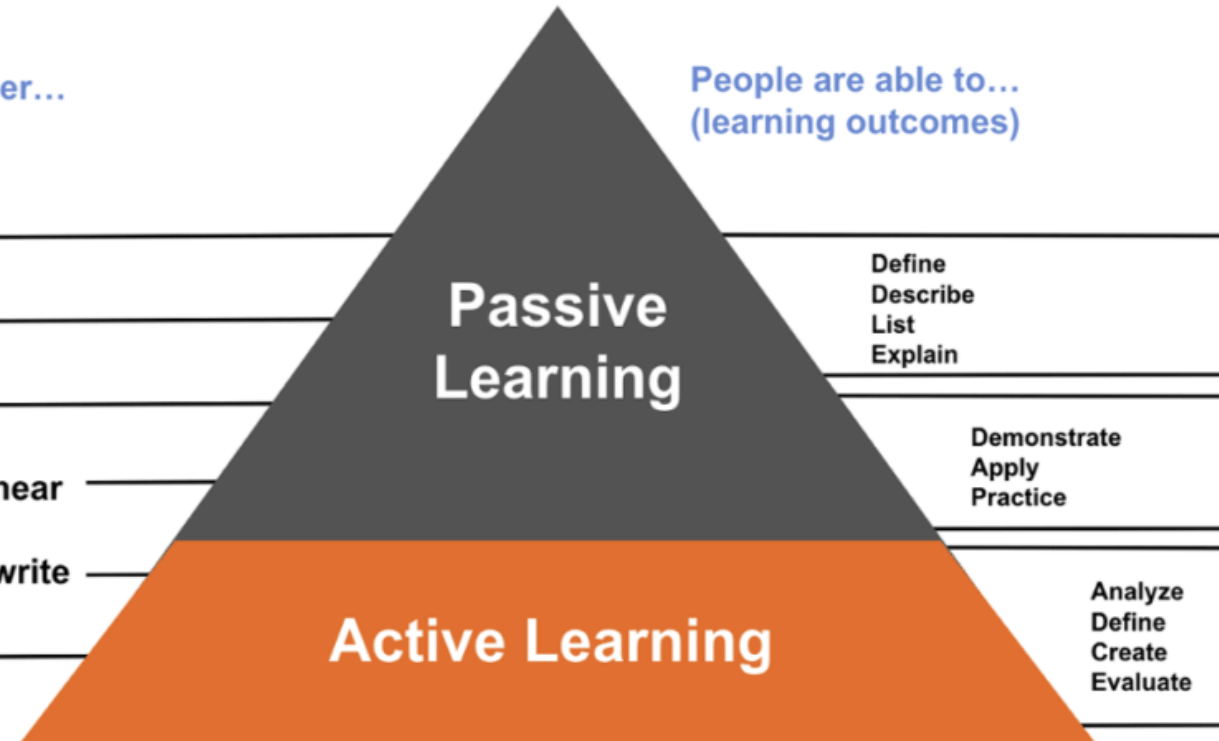 er...
People are able to...
(learning outcomes)
Passive
Learning
Define
Describe
List
Explain
Demonstrate
Apply
Practice
write
Active Learning
Analyze
Define
Create
Evaluate